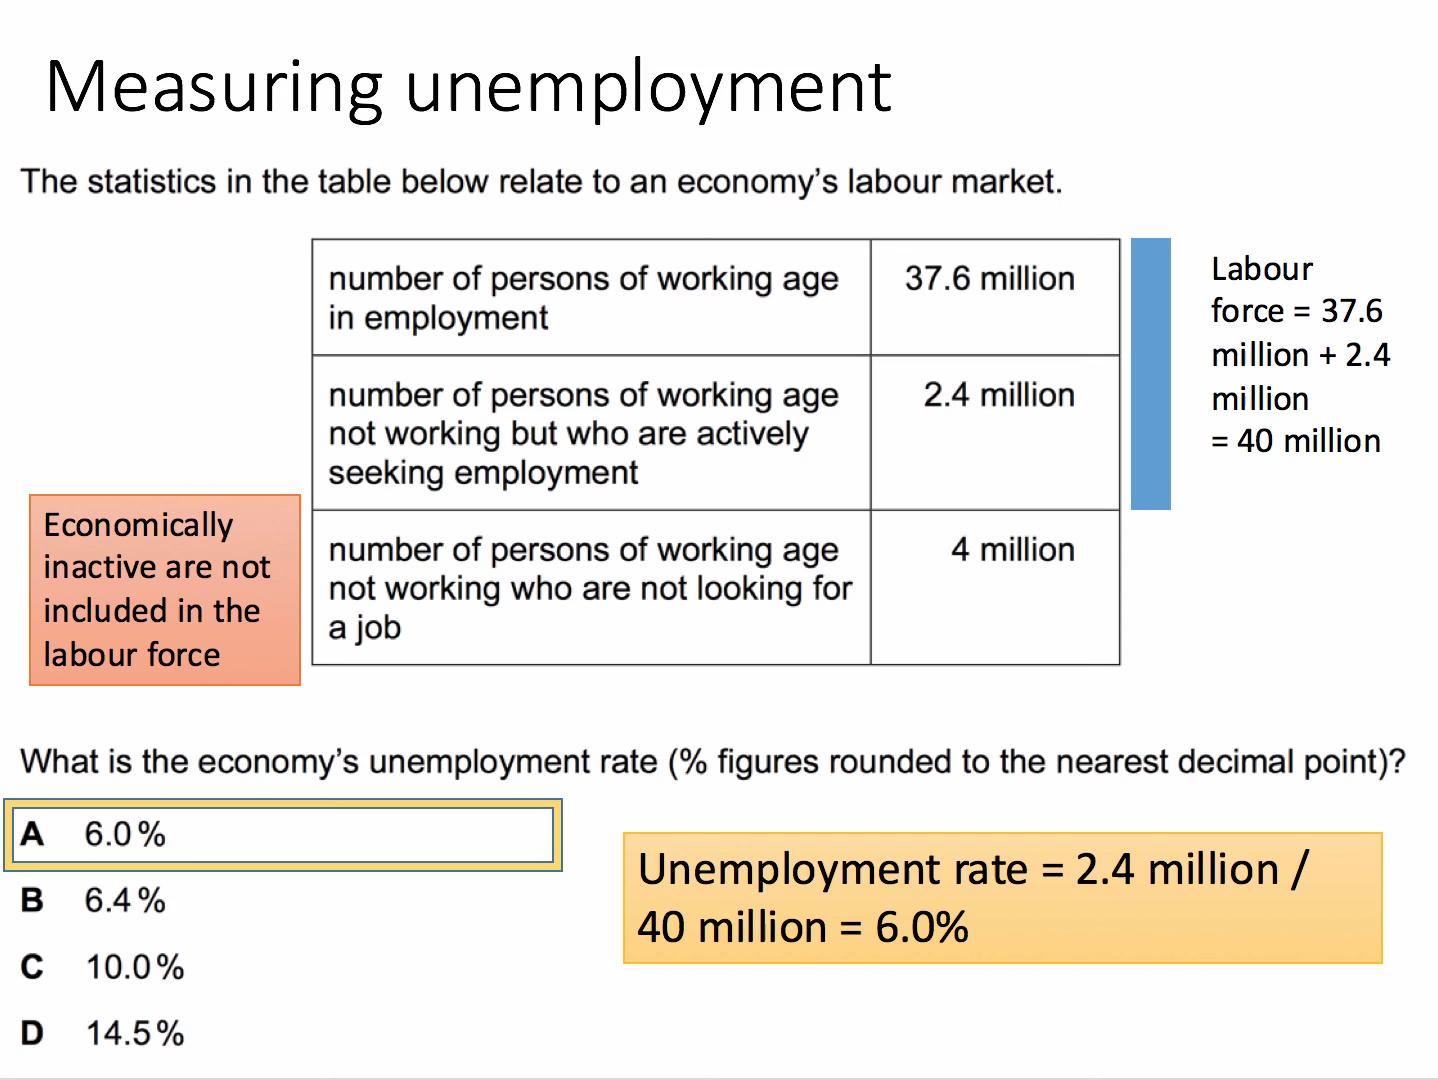 Measuring unemployment
The statistics in the table below relate to an economy's labour market.
number of persons of working age
in employment
37.6 million
Labour
force = 37.6
million + 2.4
million
= 40 million
number of persons of working age
not working but who are actively
seeking employment
2.4 million
Economically
inactive are not
included in the
labour force
number of persons of working age
not working who are not looking for
a job
4 million
What is the economy's unemployment rate (% figures rounded to the nearest decimal point)?
A 6.0%
B 6.4%
C 10.0%
D 14.5%
Unemployment rate = 2.4 million /
40 million = 6.0%